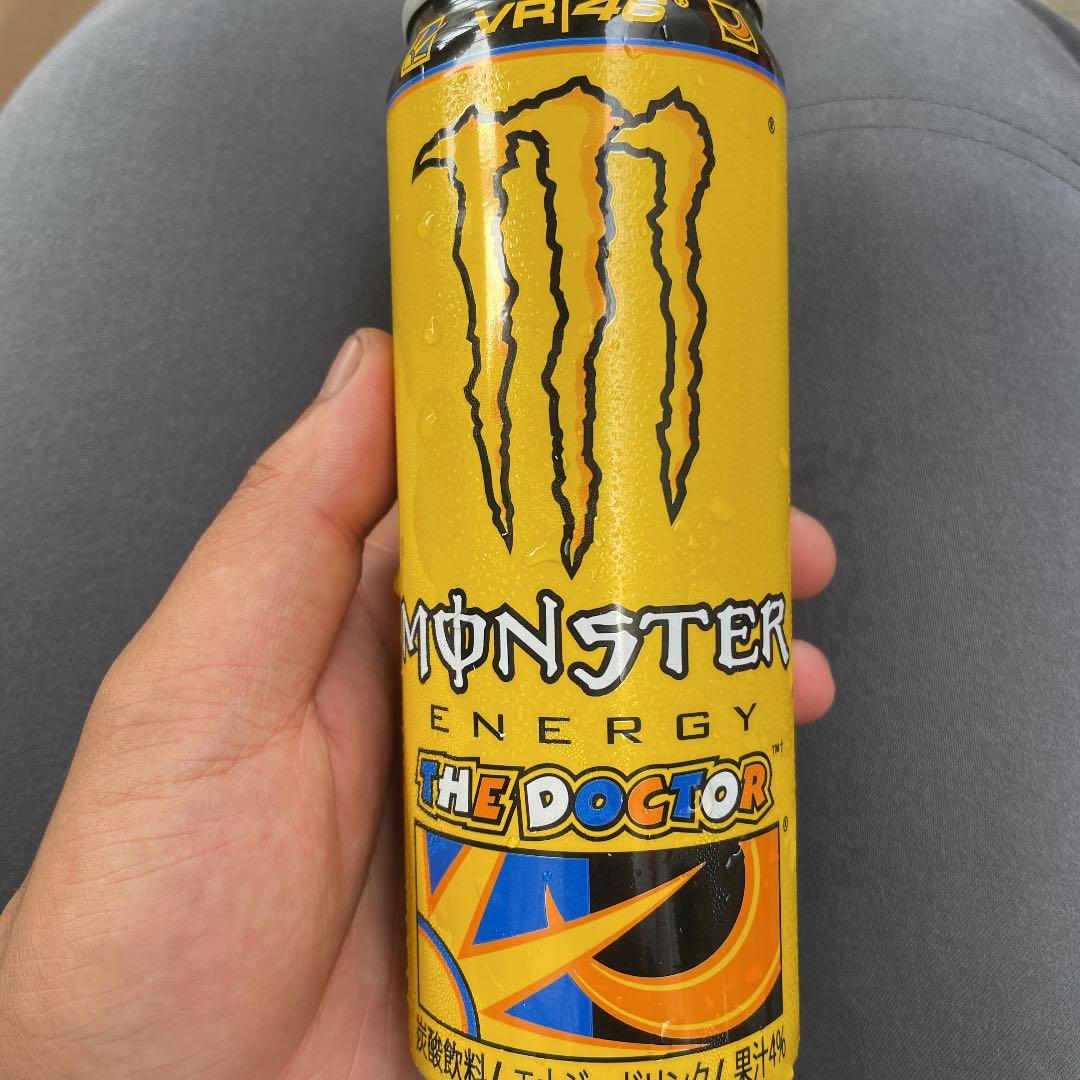 VR|46®
®
MONSTER
ENERGY
THE DOCTOR™†
®
炭酸飲料/エナジードリンク/果汁4%